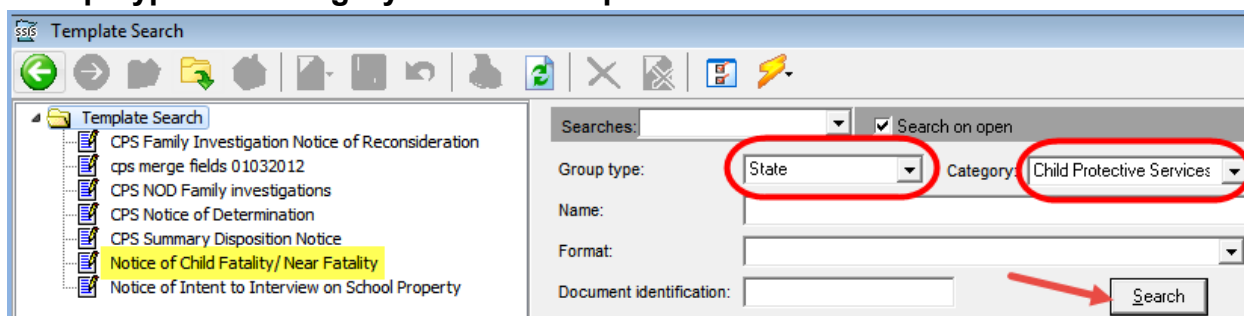 ssis Template Search
Template Search
CPS Family Investigation Notice of Reconsideration
cps merge fields 01032012
CPS NOD Family investigations
CPS Notice of Determination
CPS Summary Disposition Notice
Notice of Child Fatality/ Near Fatality
Notice of Intent to Interview on School Property
Searches: Search on open
Group type: State Category: Child Protective Services
Name:
Format:
Document identification: Search